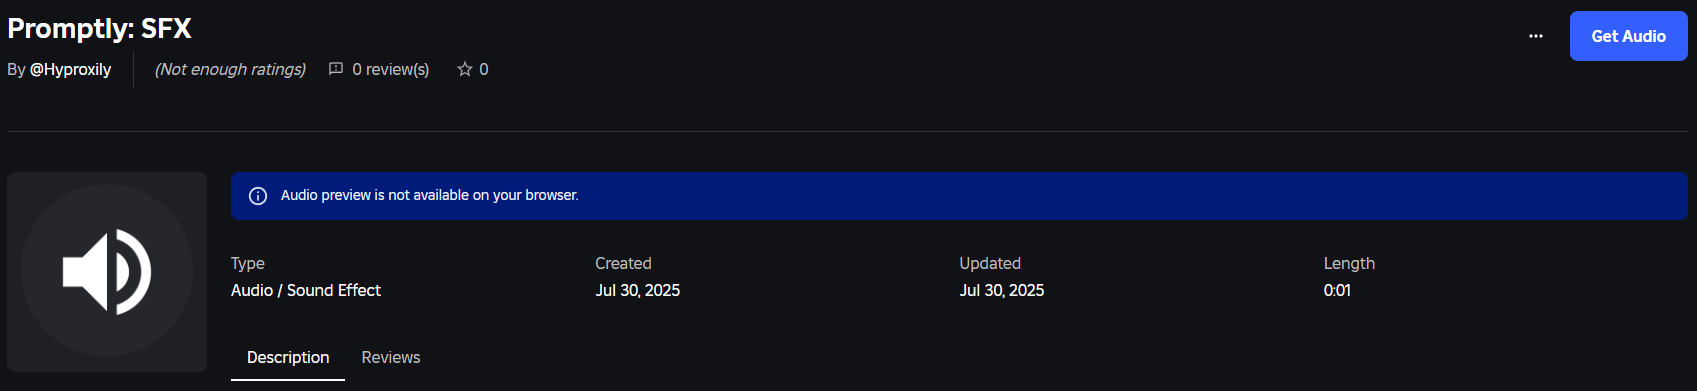 Promptly: SFX
Get Audio
By @Hyproxily (Not enough ratings) 0 review(s) 0
Audio preview is not available on your browser.
Type Created Updated Length
Audio / Sound Effect Jul 30, 2025 Jul 30, 2025 0:01
Description Reviews